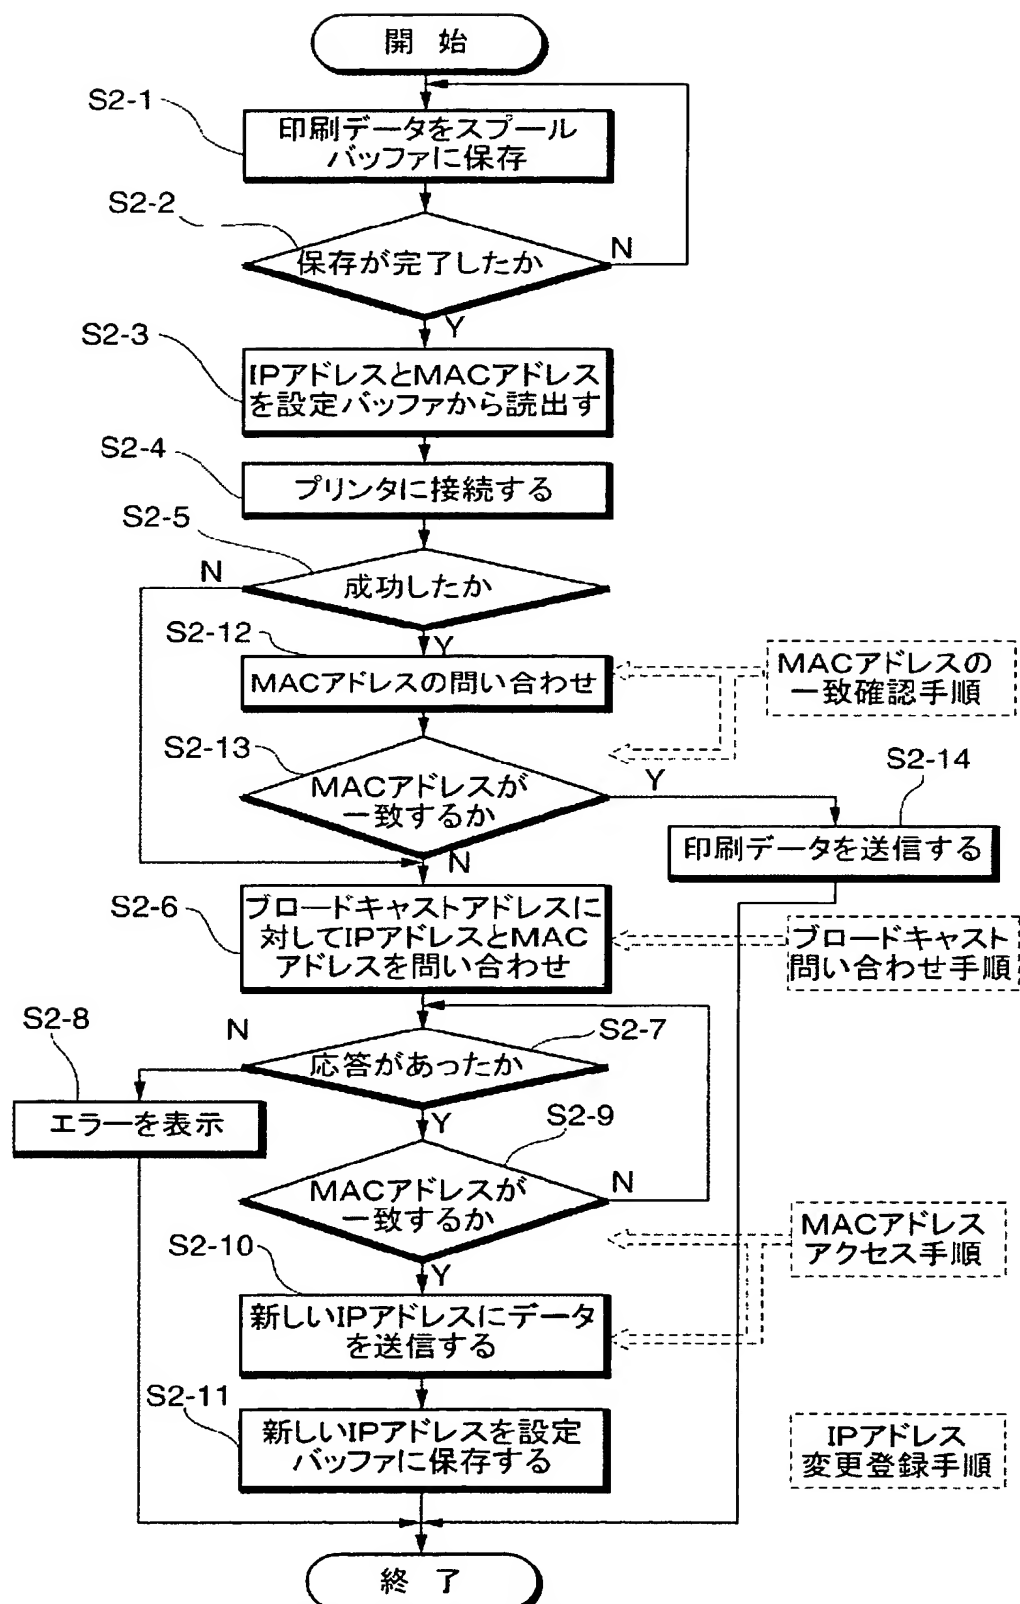 開 始
S2-1
印刷データをスプール
バッファに保存
S2-2
保存が完了したか
N
Y
S2-3
IPアドレスとMACアドレス
を設定バッファから読出す
S2-4
プリンタに接続する
S2-5
N
成功したか
Y
S2-12
MACアドレスの問い合わせ
MACアドレスの
一致確認手順
S2-13
MACアドレスが
一致するか
Y
S2-14
印刷データを送信する
N
S2-6
ブロードキャストアドレスに
対してIPアドレスとMAC
アドレスを問い合わせ
ブロードキャスト
問い合わせ手順
S2-8
N
S2-7
応答があったか
エラーを表示
Y
S2-9
MACアドレスが
一致するか
N
MACアドレス
アクセス手順
S2-10
Y
新しいIPアドレスにデータ
を送信する
S2-11
新しいIPアドレスを設定
バッファに保存する
IPアドレス
変更登録手順
終 了